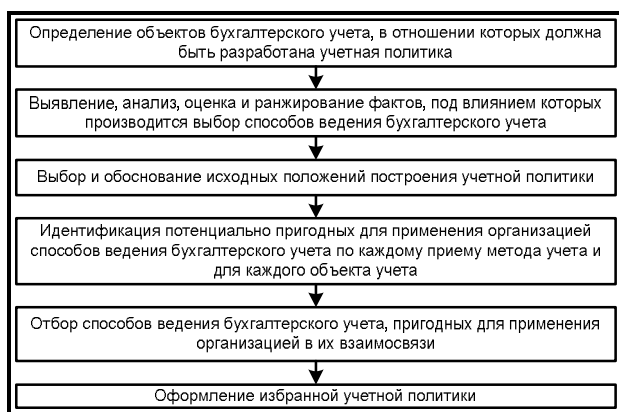 Определение объектов бухгалтерского учета, в отношении которых должна
быть разработана учетная политика
Выявление, анализ, оценка и ранжирование фактов, под влиянием которых
производится выбор способов ведения бухгалтерского учета
Выбор и обоснование исходных положений построения учетной политики
Идентификация потенциально пригодных для применения организацией
способов ведения бухгалтерского учета по каждому приему метода учета и
для каждого объекта учета
Отбор способов ведения бухгалтерского учета, пригодных для применения
организацией в их взаимосвязи
Оформление избранной учетной политики